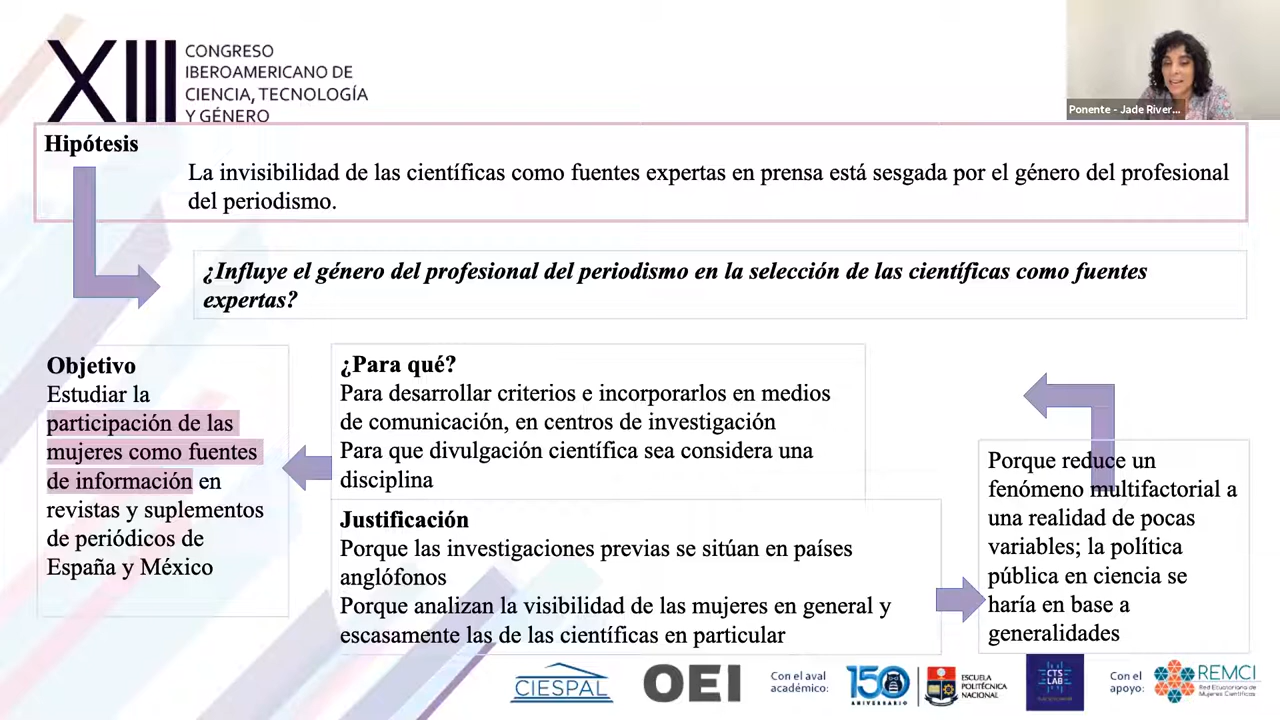 XIII
CONGRESO
IBEROAMERICANO DE
CIENCIA, TECNOLOGÍA
Y GÉNERO
Ponente - Jade River...
Hipótesis
La invisibilidad de las científicas como fuentes expertas en prensa está sesgada por el género del profesional
del periodismo.
¿Influye el género del profesional del periodismo en la selección de las científicas como fuentes
expertas?
Objetivo
Estudiar la
participación de las
mujeres como fuentes
de información en
revistas y suplementos
de periódicos de
España y México
¿Para qué?
Para desarrollar criterios e incorporarlos en medios
de comunicación, en centros de investigación
Para que divulgación científica sea considera una
disciplina
Justificación
Porque las investigaciones previas se sitúan en países
anglófonos
Porque analizan la visibilidad de las mujeres en general y
escasamente las de las científicas en particular
Porque reduce un
fenómeno multifactorial a
una realidad de pocas
variables; la política
pública en ciencia se
haría en base a
generalidades
CIESPAL
OEI
Con el aval
académico:
150
ANIVERSARIO
ESCUELA
POLITÉCNICA
NACIONAL
CTS
LAB
Con el
apoyo:
REMCI
Red Ecuatoriana de
Mujeres Científicas